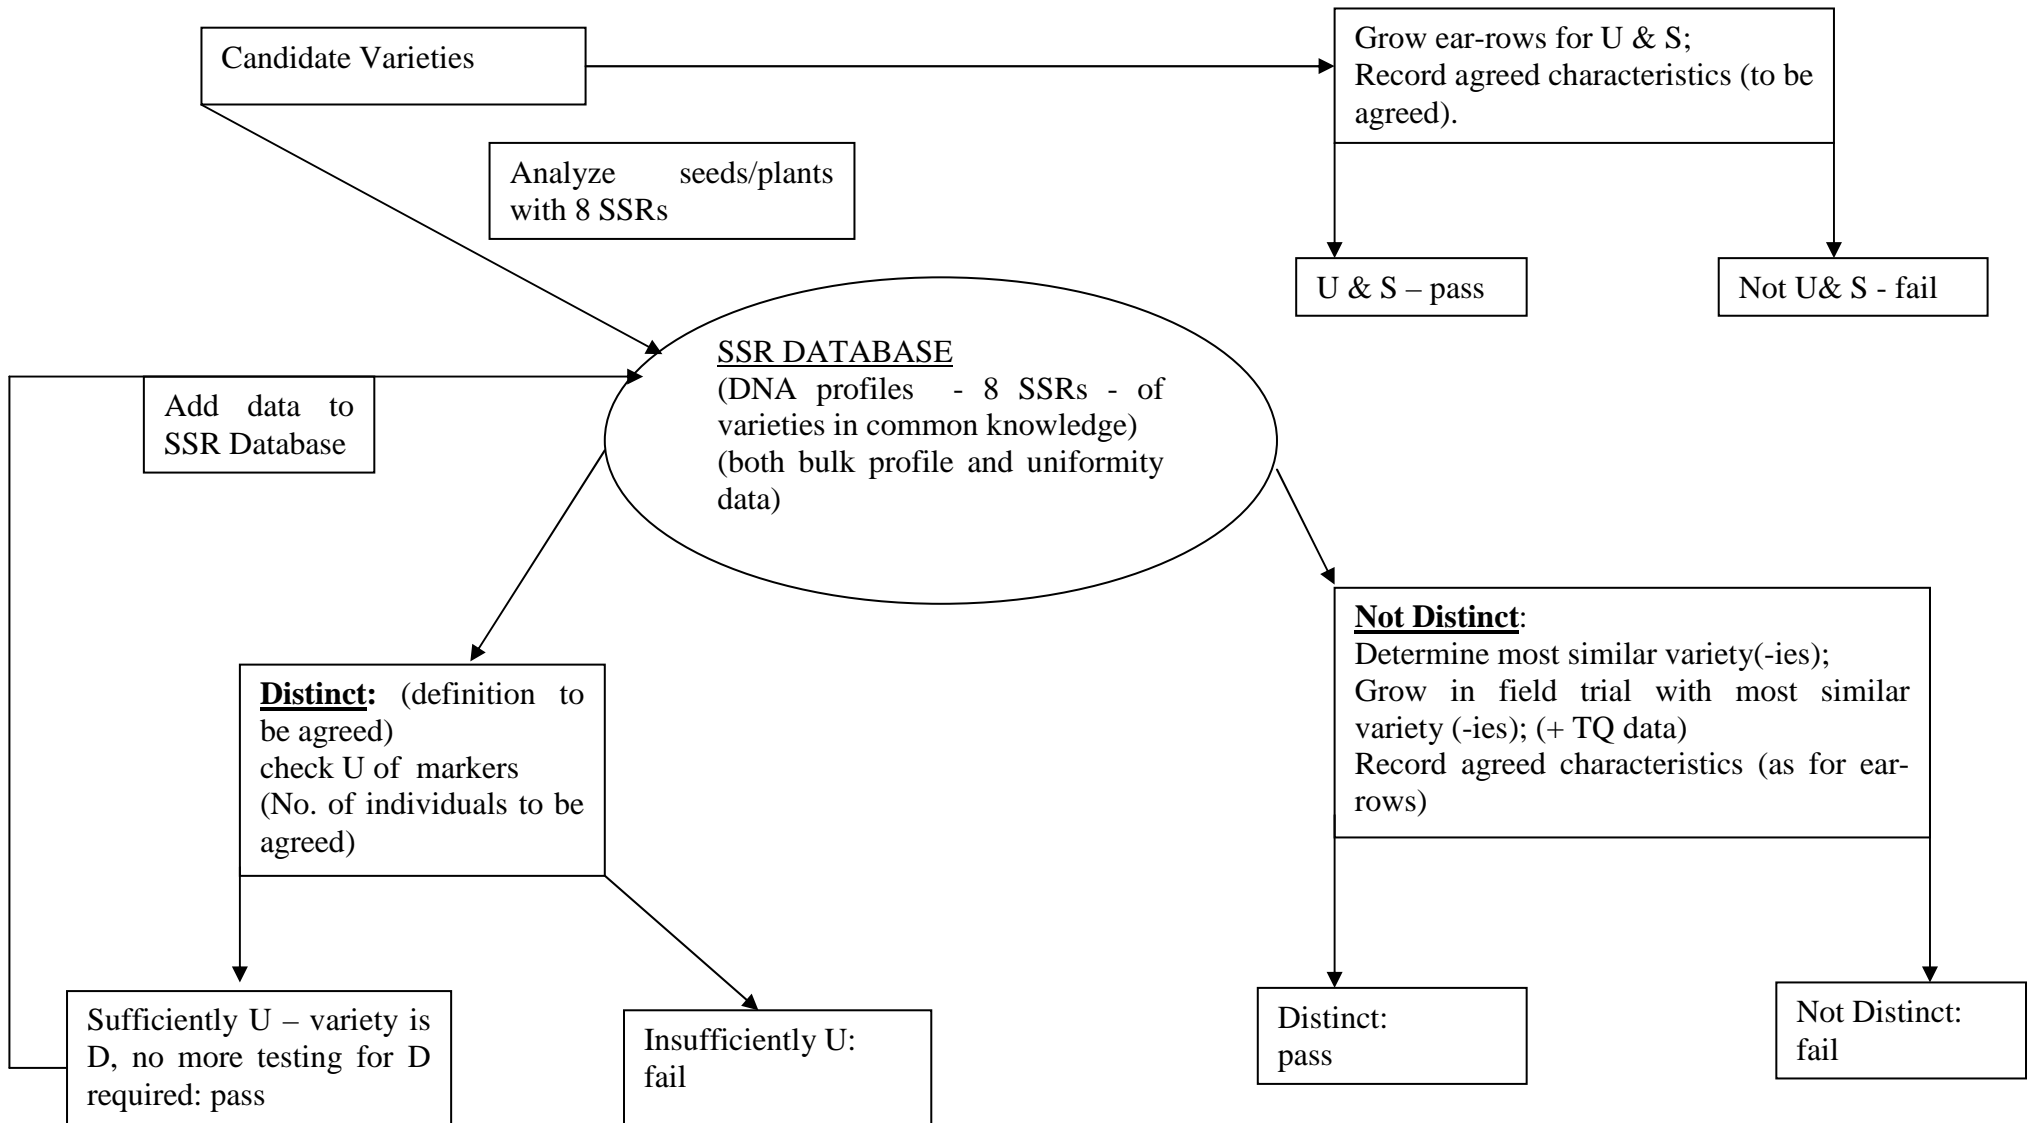 Candidate Varieties
Grow ear-rows for U & S;
Record agreed characteristics (to be
agreed).
Analyze seeds/plants
with 8 SSRs
U & S – pass
Not U& S - fail
SSR DATABASE
(DNA profiles - 8 SSRs - of
varieties in common knowledge)
(both bulk profile and uniformity
data)
Add data to
SSR Database
Distinct: (definition to
be agreed)
check U of markers
(No. of individuals to be
agreed)
Not Distinct:
Determine most similar variety(-ies);
Grow in field trial with most similar
variety (-ies); (+ TQ data)
Record agreed characteristics (as for ear-
rows)
Sufficiently U – variety is
D, no more testing for D
required: pass
Insufficiently U:
fail
Distinct:
pass
Not Distinct:
fail